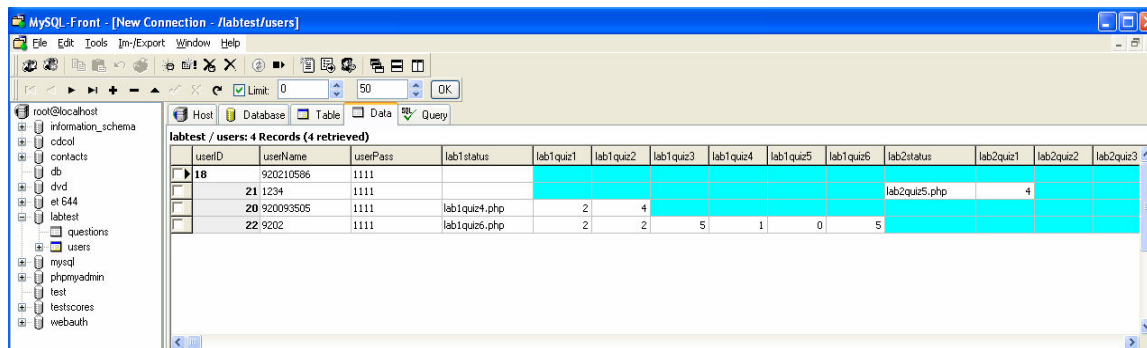 MySQL-Front - [New Connection - /labtest/users]
File Edit Tools Im-/Export Window Help
Limit: 0 50 OK
root@localhost
information_schema
cdcol
contacts
db
dvd
et 644
labtest
questions
users
mysql
phpmyadmin
test
testscores
webauth
Host Database Table Data SQL Query
labtest / users: 4 Records (4 retrieved)
userID userName userPass lab1status lab1quiz1 lab1quiz2 lab1quiz3 lab1quiz4 lab1quiz5 lab1quiz6 lab2status lab2quiz1 lab2quiz2 lab2quiz3
18 920210586 1111
21 1234 1111 lab2quiz5.php 4
20 920093505 1111 lab1quiz4.php 2 4
22 9202 1111 lab1quiz6.php 2 2 5 1 0 5